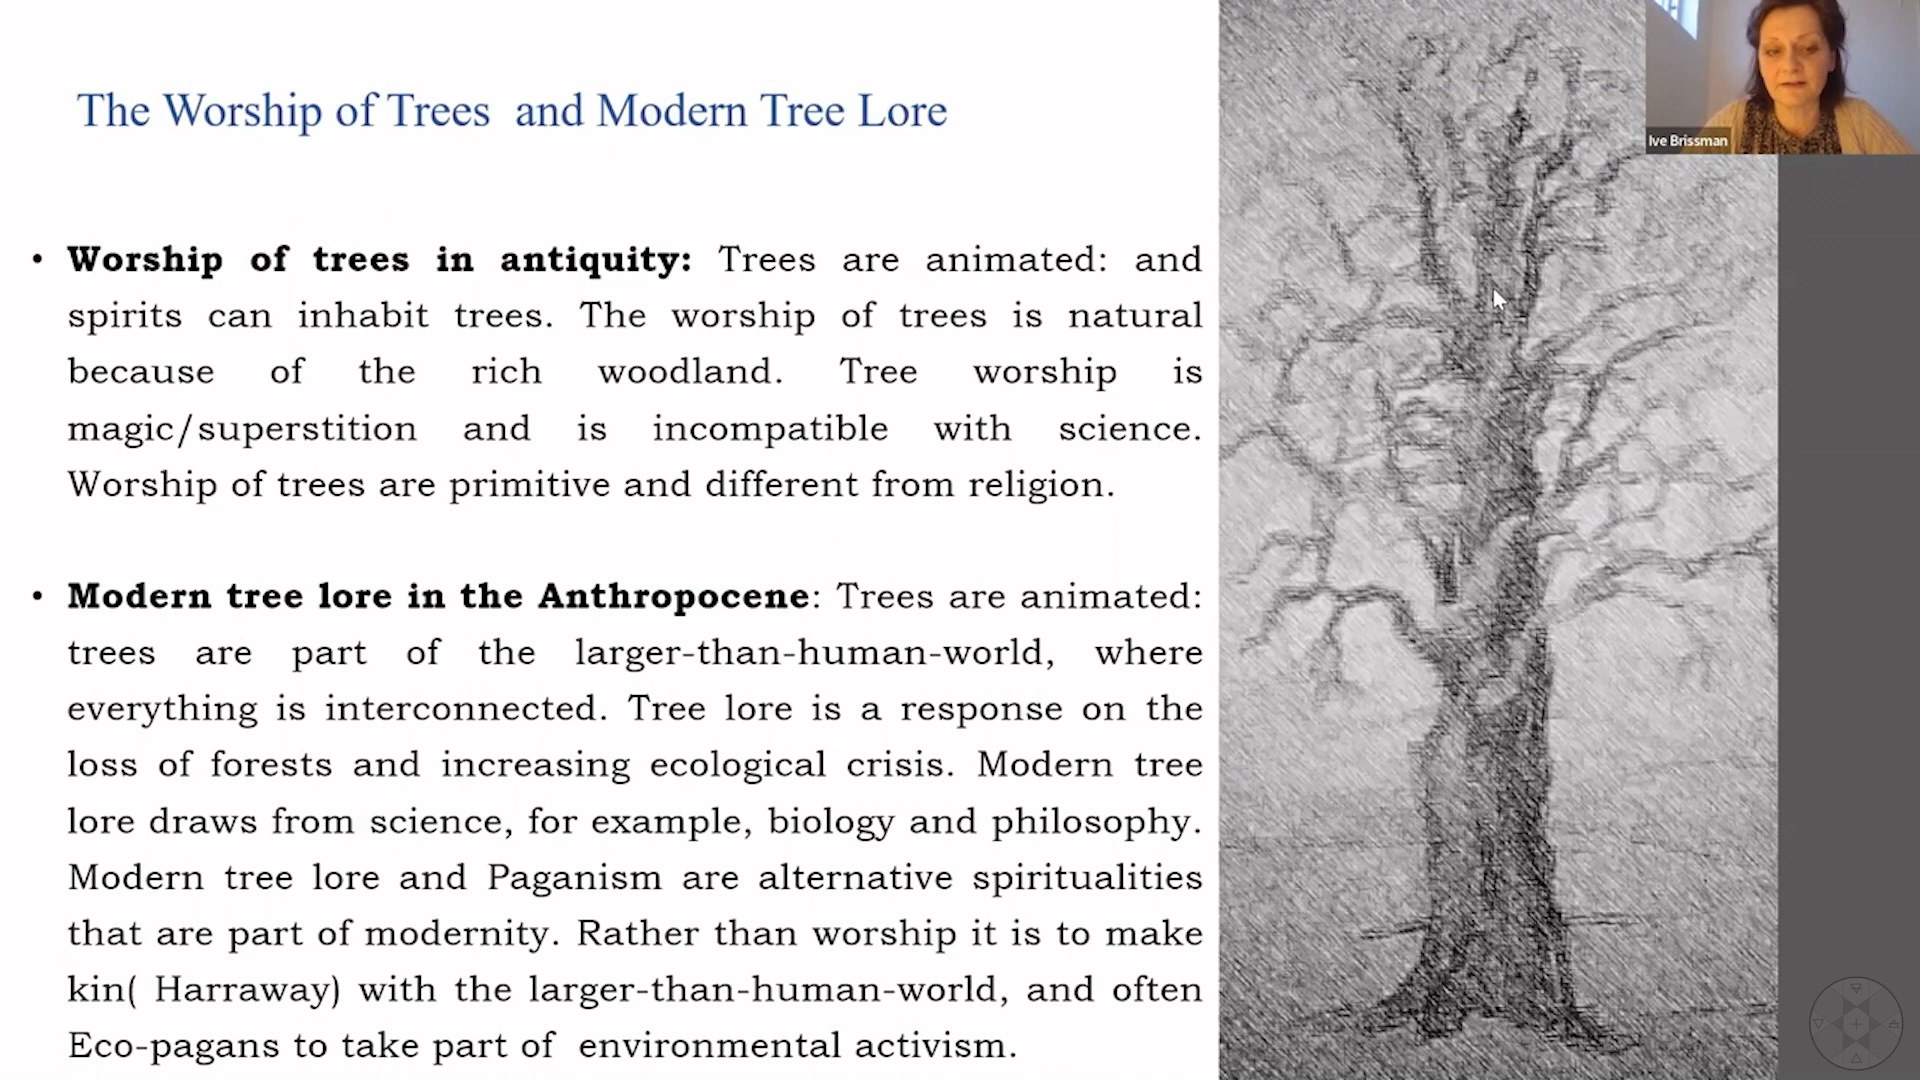 The Worship of Trees and Modern Tree Lore
Ive Brissman
• Worship of trees in antiquity: Trees are animated: and
spirits can inhabit trees. The worship of trees is natural
because of the rich woodland. Tree worship is
magic/superstition and is incompatible with science.
Worship of trees are primitive and different from religion.
• Modern tree lore in the Anthropocene: Trees are animated:
trees are part of the larger-than-human-world, where
everything is interconnected. Tree lore is a response on the
loss of forests and increasing ecological crisis. Modern tree
lore draws from science, for example, biology and philosophy.
Modern tree lore and Paganism are alternative spiritualities
that are part of modernity. Rather than worship it is to make
kin( Harraway) with the larger-than-human-world, and often
Eco-pagans to take part of environmental activism.